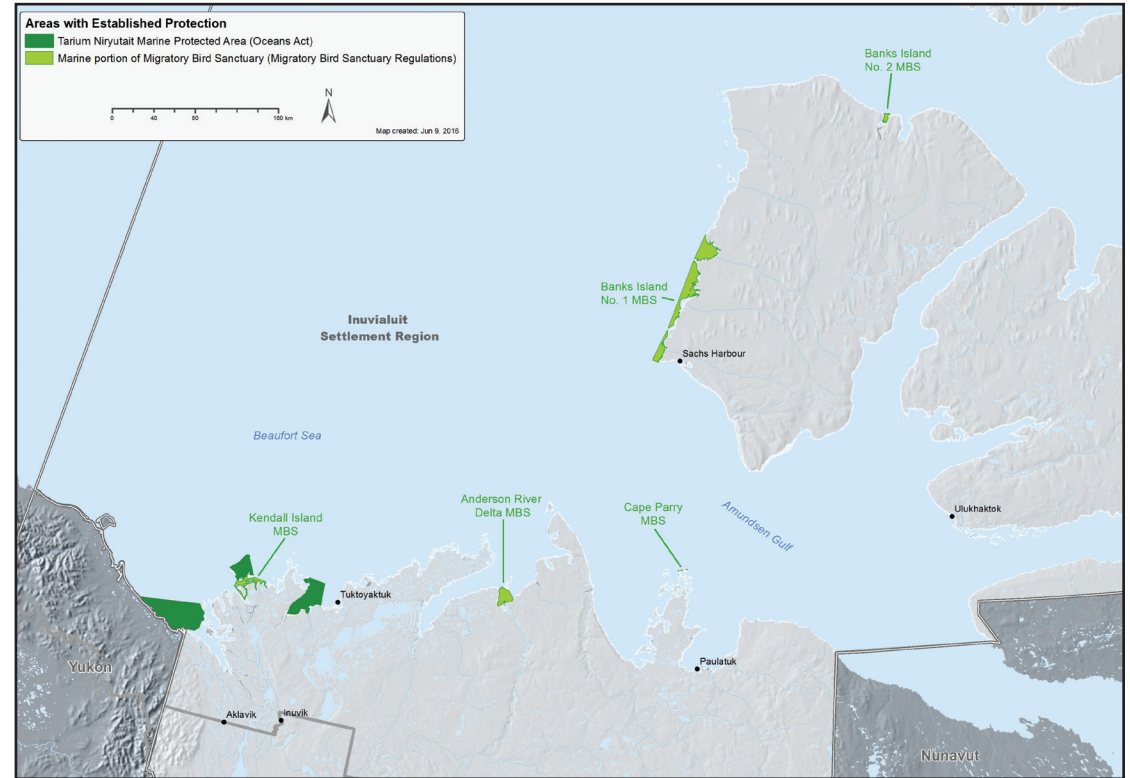 Areas with Established Protection
Tarium Niryutait Marine Protected Area (Oceans Act)
Marine portion of Migratory Bird Sanctuary (Migratory Bird Sanctuary Regulations)
N
0 40 80 120 160 km
Map created: Jun 9, 2016
Banks Island
No. 2 MBS
Banks Island
No. 1 MBS
Inuvialuit
Settlement Region
Sachs Harbour
Beaufort Sea
Anderson River
Delta MBS
Cape Parry
MBS
Amundsen Gulf
Ulukhaktok
Kendall Island
MBS
Tuktoyaktuk
Yukon
Paulatuk
Aklavik
Inuvik
Nunavut